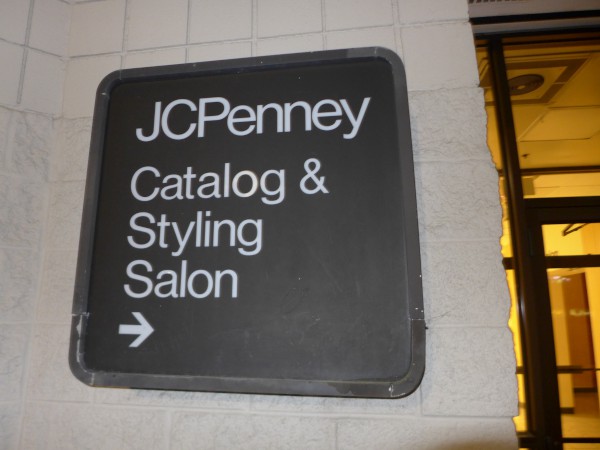 JCPenney
Catalog &
Styling
Salon
→